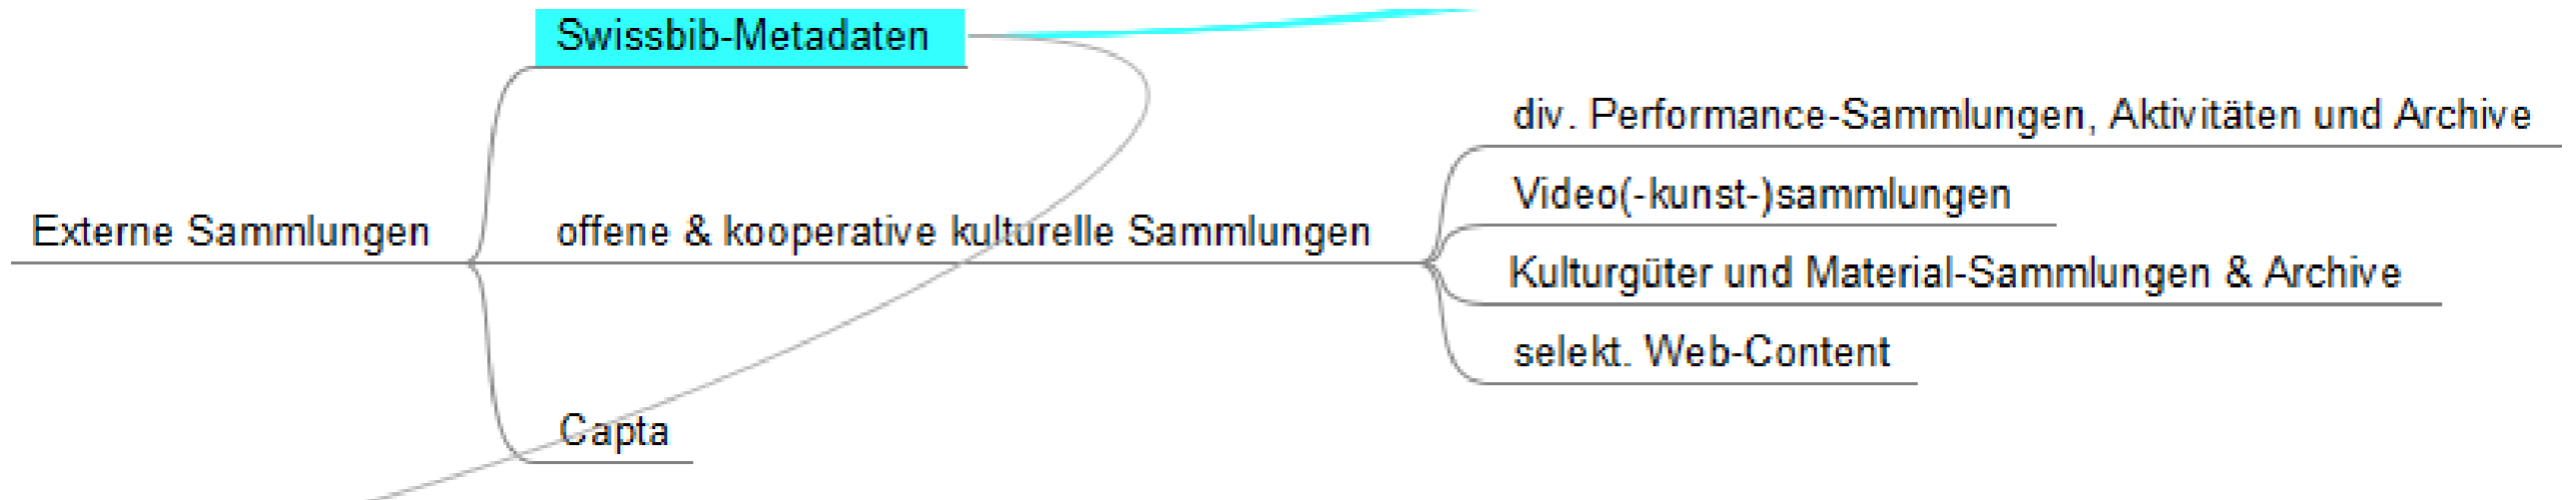 Swissbib-Metadaten
div. Performance-Sammlungen, Aktivitäten und Archive
Video(-kunst-)sammlungen
Externe Sammlungen
offene & kooperative kulturelle Sammlungen
Kulturgüter und Material-Sammlungen & Archive
selekt. Web-Content
Capta